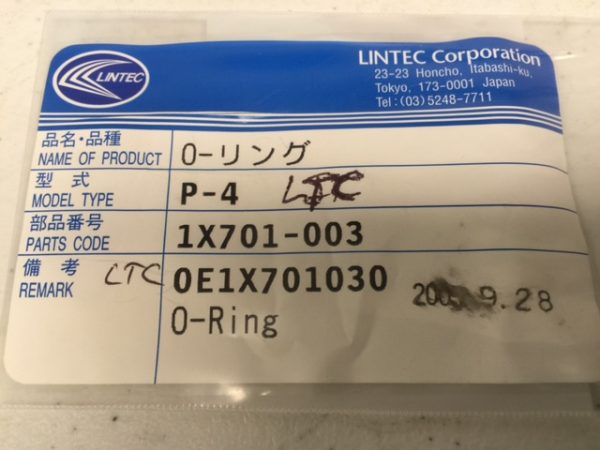 LINTEC
LINTEC Corporation
23-23 Honcho, Itabashi-ku,
Tokyo, 173-0001 Japan
Tel:(03)5248-7711
品名・品種
NAME OF PRODUCT
O-リング
型 式
MODEL TYPE
P-4 LTC
部品番号
PARTS CODE
1X701-003
備 考
REMARK
LTC 0E1X701030
9.28
O-Ring